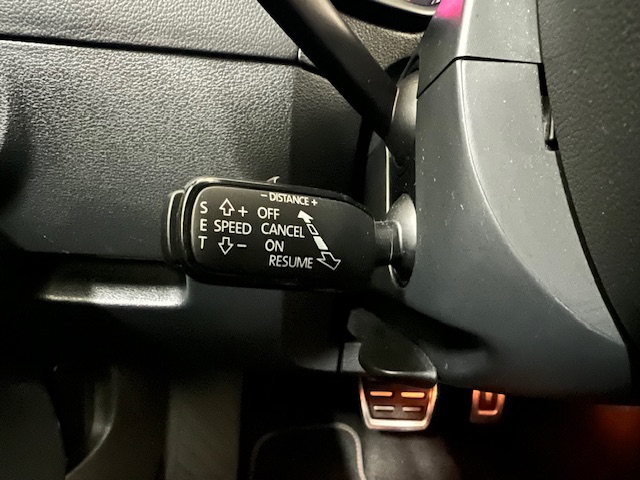 - DISTANCE +
S + OFF
E SPEED CANCEL
T - ON
RESUME